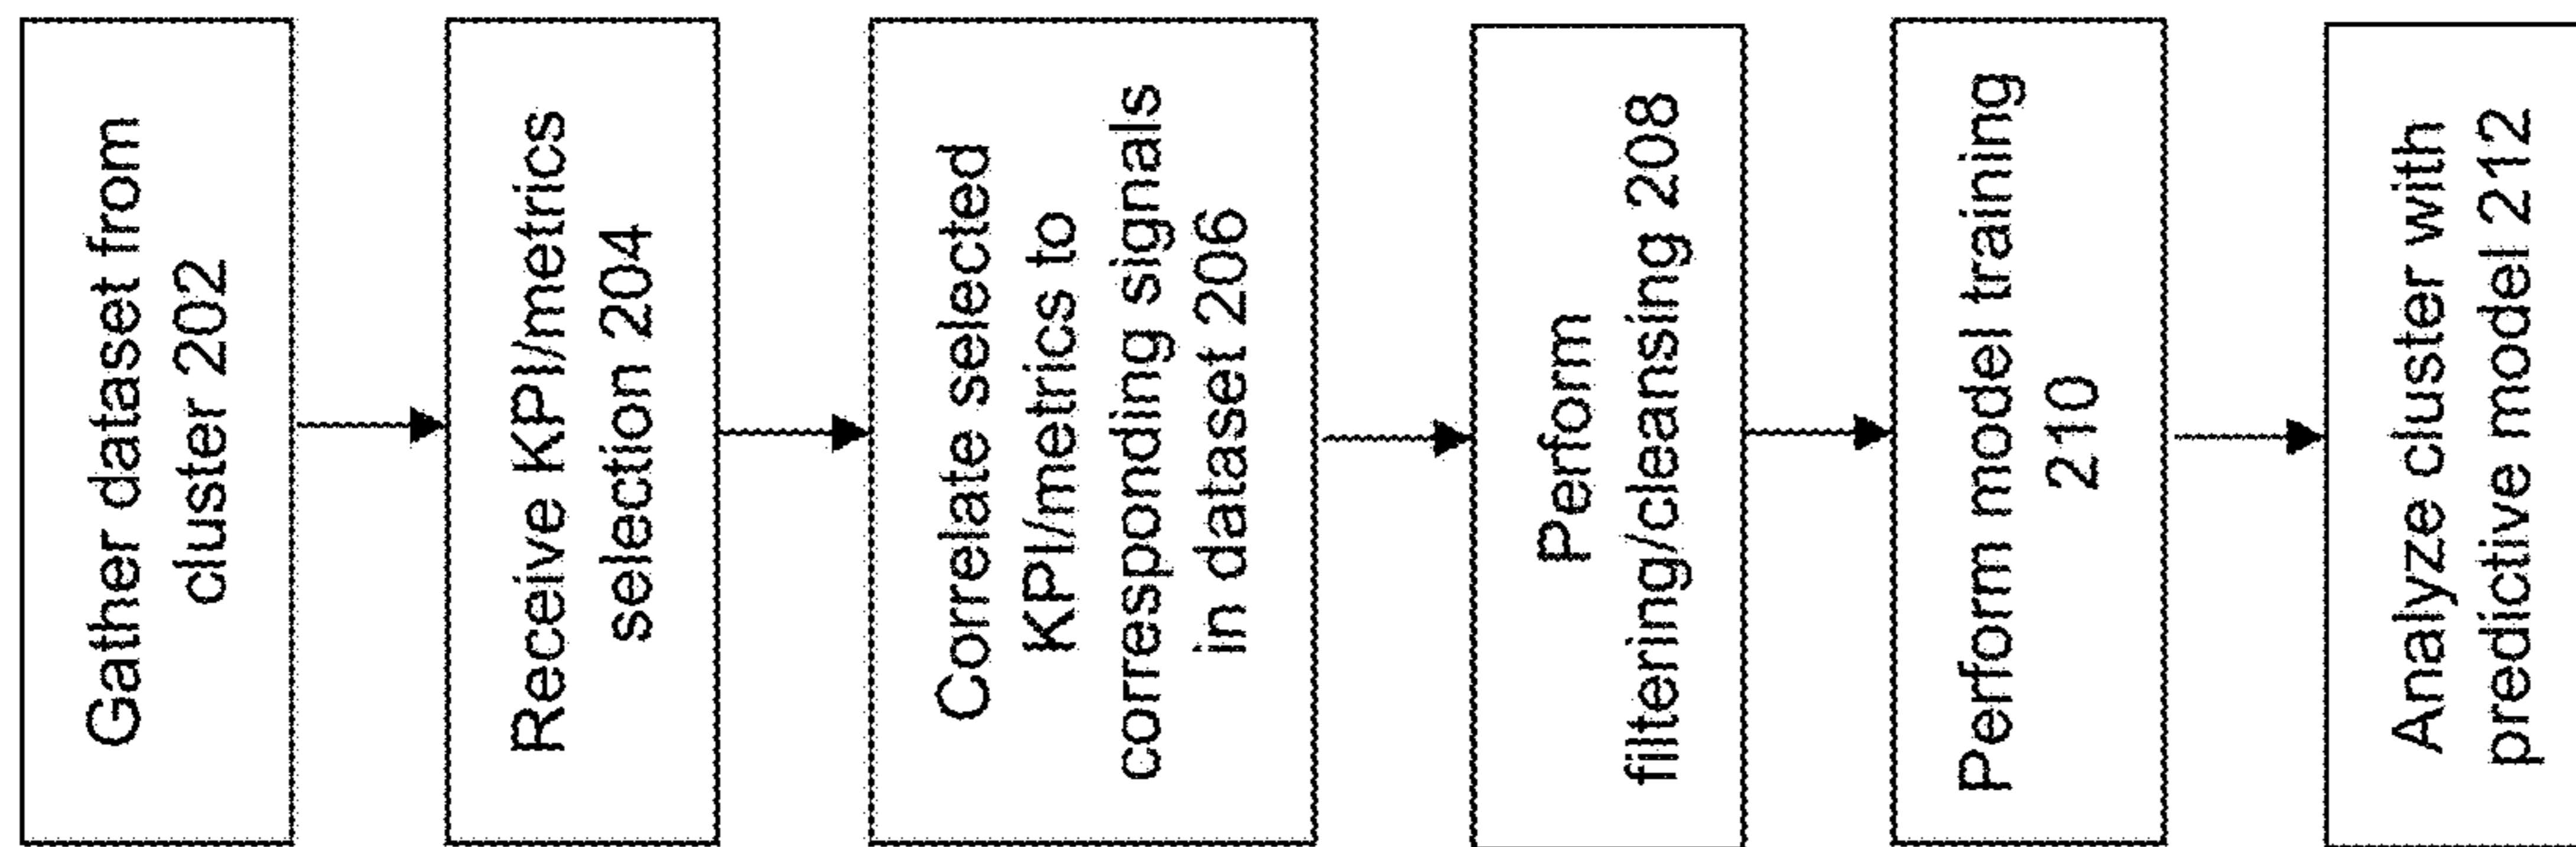 Gather dataset from
cluster 202
Receive KPI/metrics
selection 204
Correlate selected
KPI/metrics to
corresponding signals
in dataset 206
Perform
filtering/cleansing 208
Perform model training
210
Analyze cluster with
predictive model 212